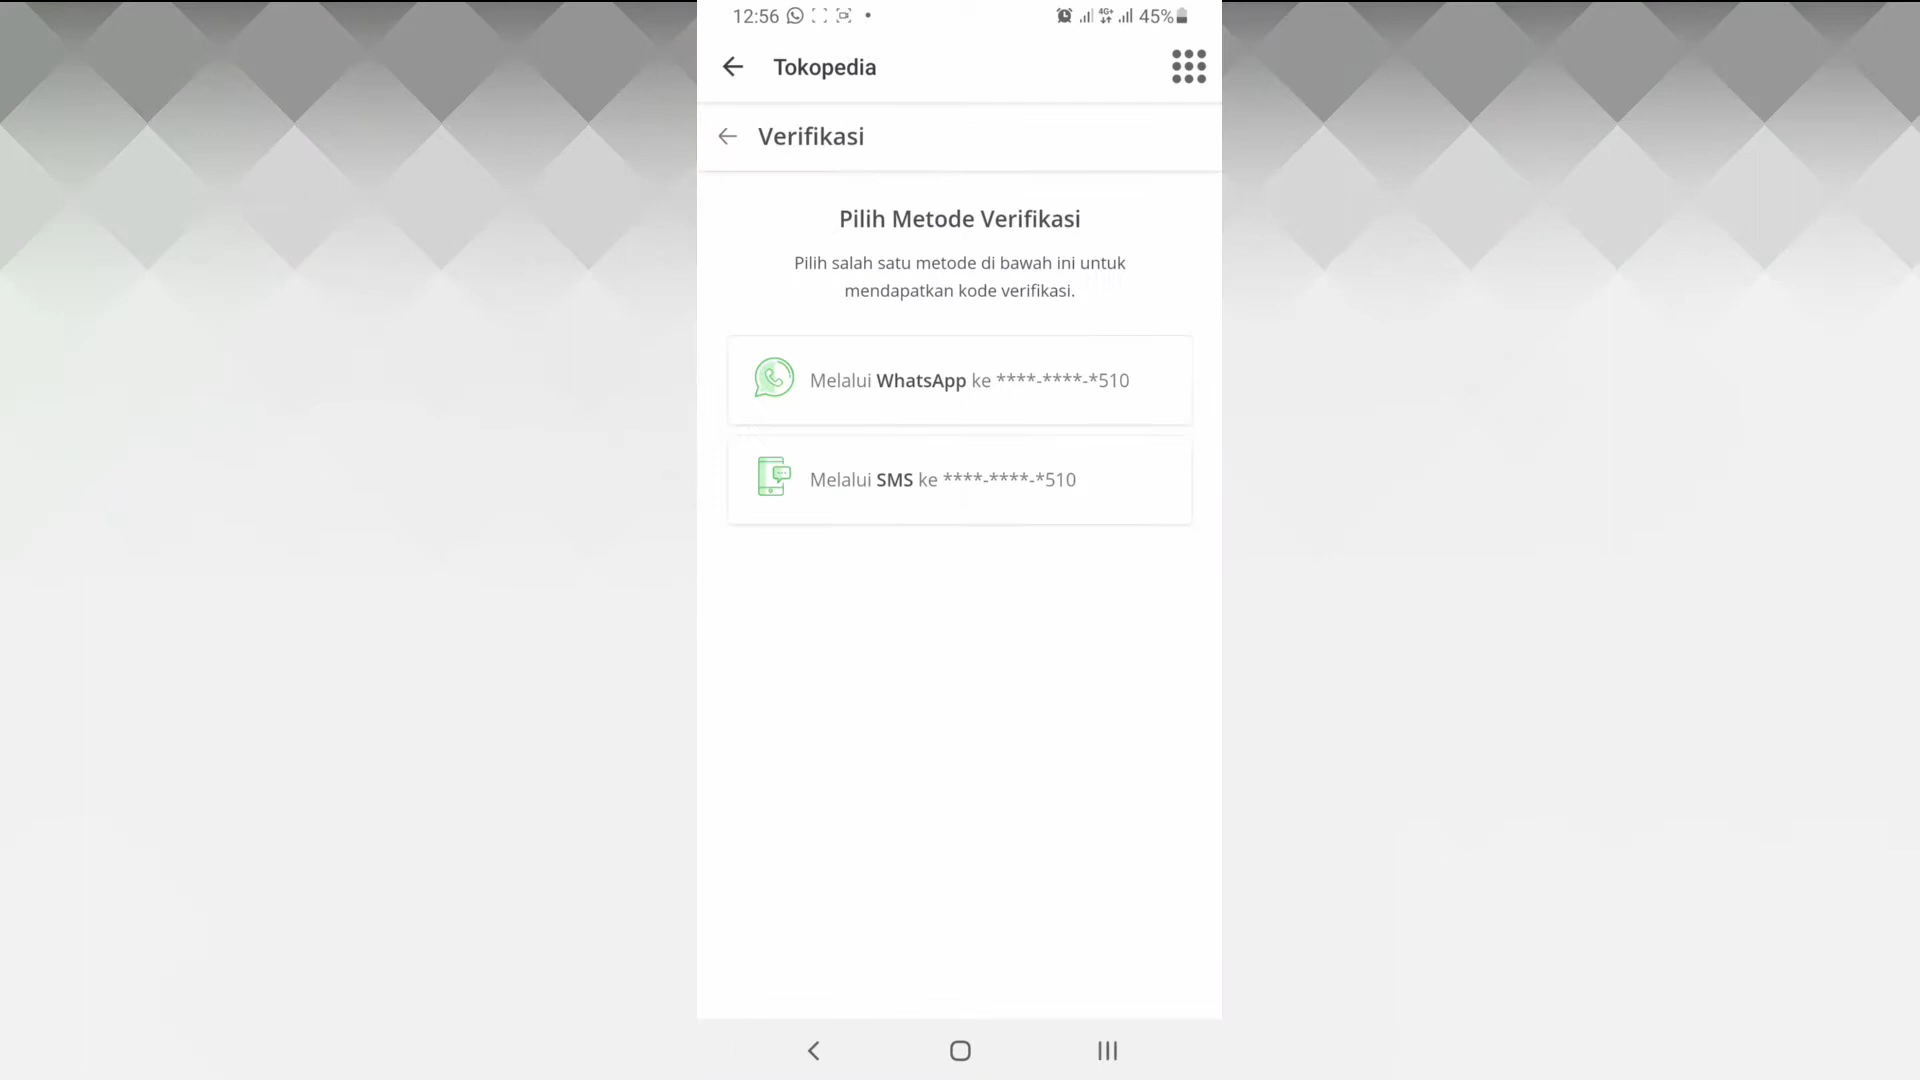 12:56
4G+
45%
Tokopedia
Verifikasi
Pilih Metode Verifikasi
Pilih salah satu metode di bawah ini untuk
mendapatkan kode verifikasi.
Melalui WhatsApp ke ****-****-*510
Melalui SMS ke ****-****-*510